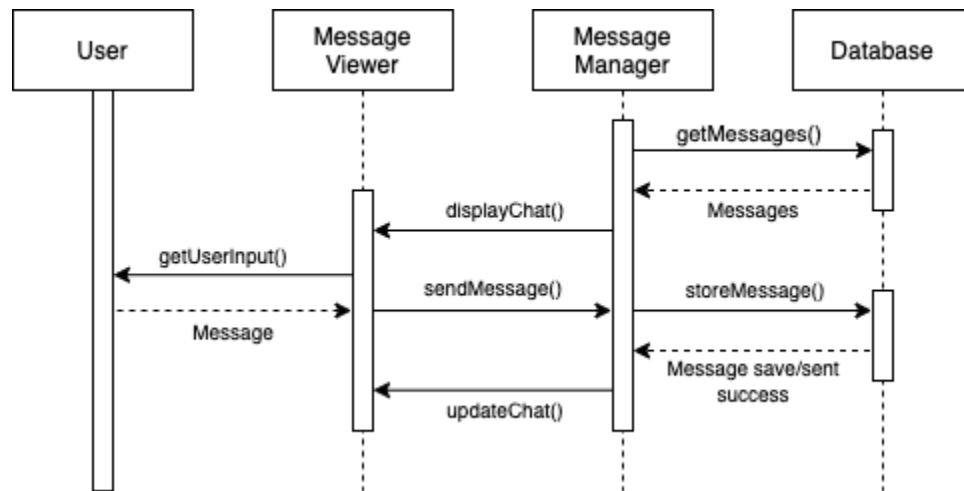 User
Message
Viewer
Message
Manager
Database
getMessages()
Messages
displayChat()
getUserInput()
Message
sendMessage()
storeMessage()
Message save/sent
success
updateChat()